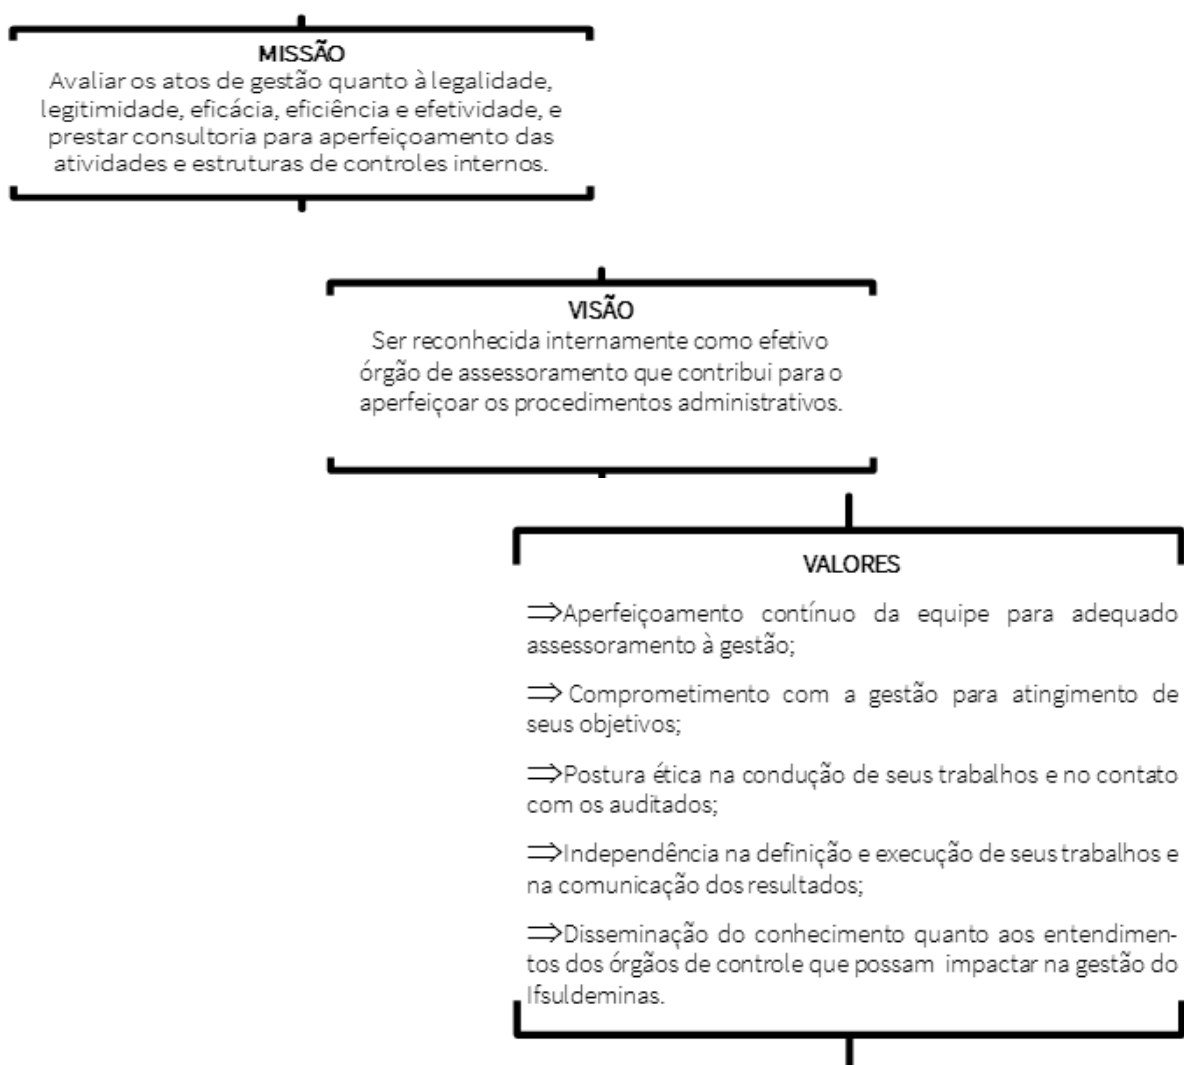 MISSÃO
Avaliar os atos de gestão quanto à legalidade,
legitimidade, eficácia, eficiência e efetividade, e
prestar consultoria para aperfeiçoamento das
atividades e estruturas de controles internos.
VISÃO
Ser reconhecida internamente como efetivo
órgão de assessoramento que contribui para o
aperfeiçoar os procedimentos administrativos.
VALORES
⇒Aperfeiçoamento contínuo da equipe para adequado
assessoramento à gestão;
⇒ Comprometimento com a gestão para atingimento de
seus objetivos;
⇒Postura ética na condução de seus trabalhos e no contato
com os auditados;
⇒Independência na definição e execução de seus trabalhos e
na comunicação dos resultados;
⇒Disseminação do conhecimento quanto aos entendimen-
tos dos órgãos de controle que possam impactar na gestão do
Ifsuldeminas.